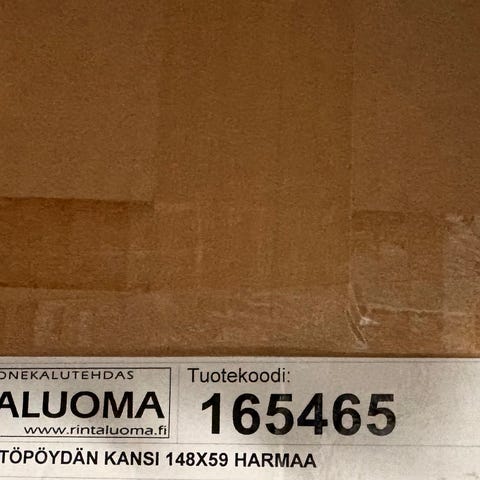 ONEKALUTEHDAS
ALUOMA
www.rintaluoma.fi
Tuotekoodi:
165465
TÖPÖYDÄN KANSI 148X59 HARMAA